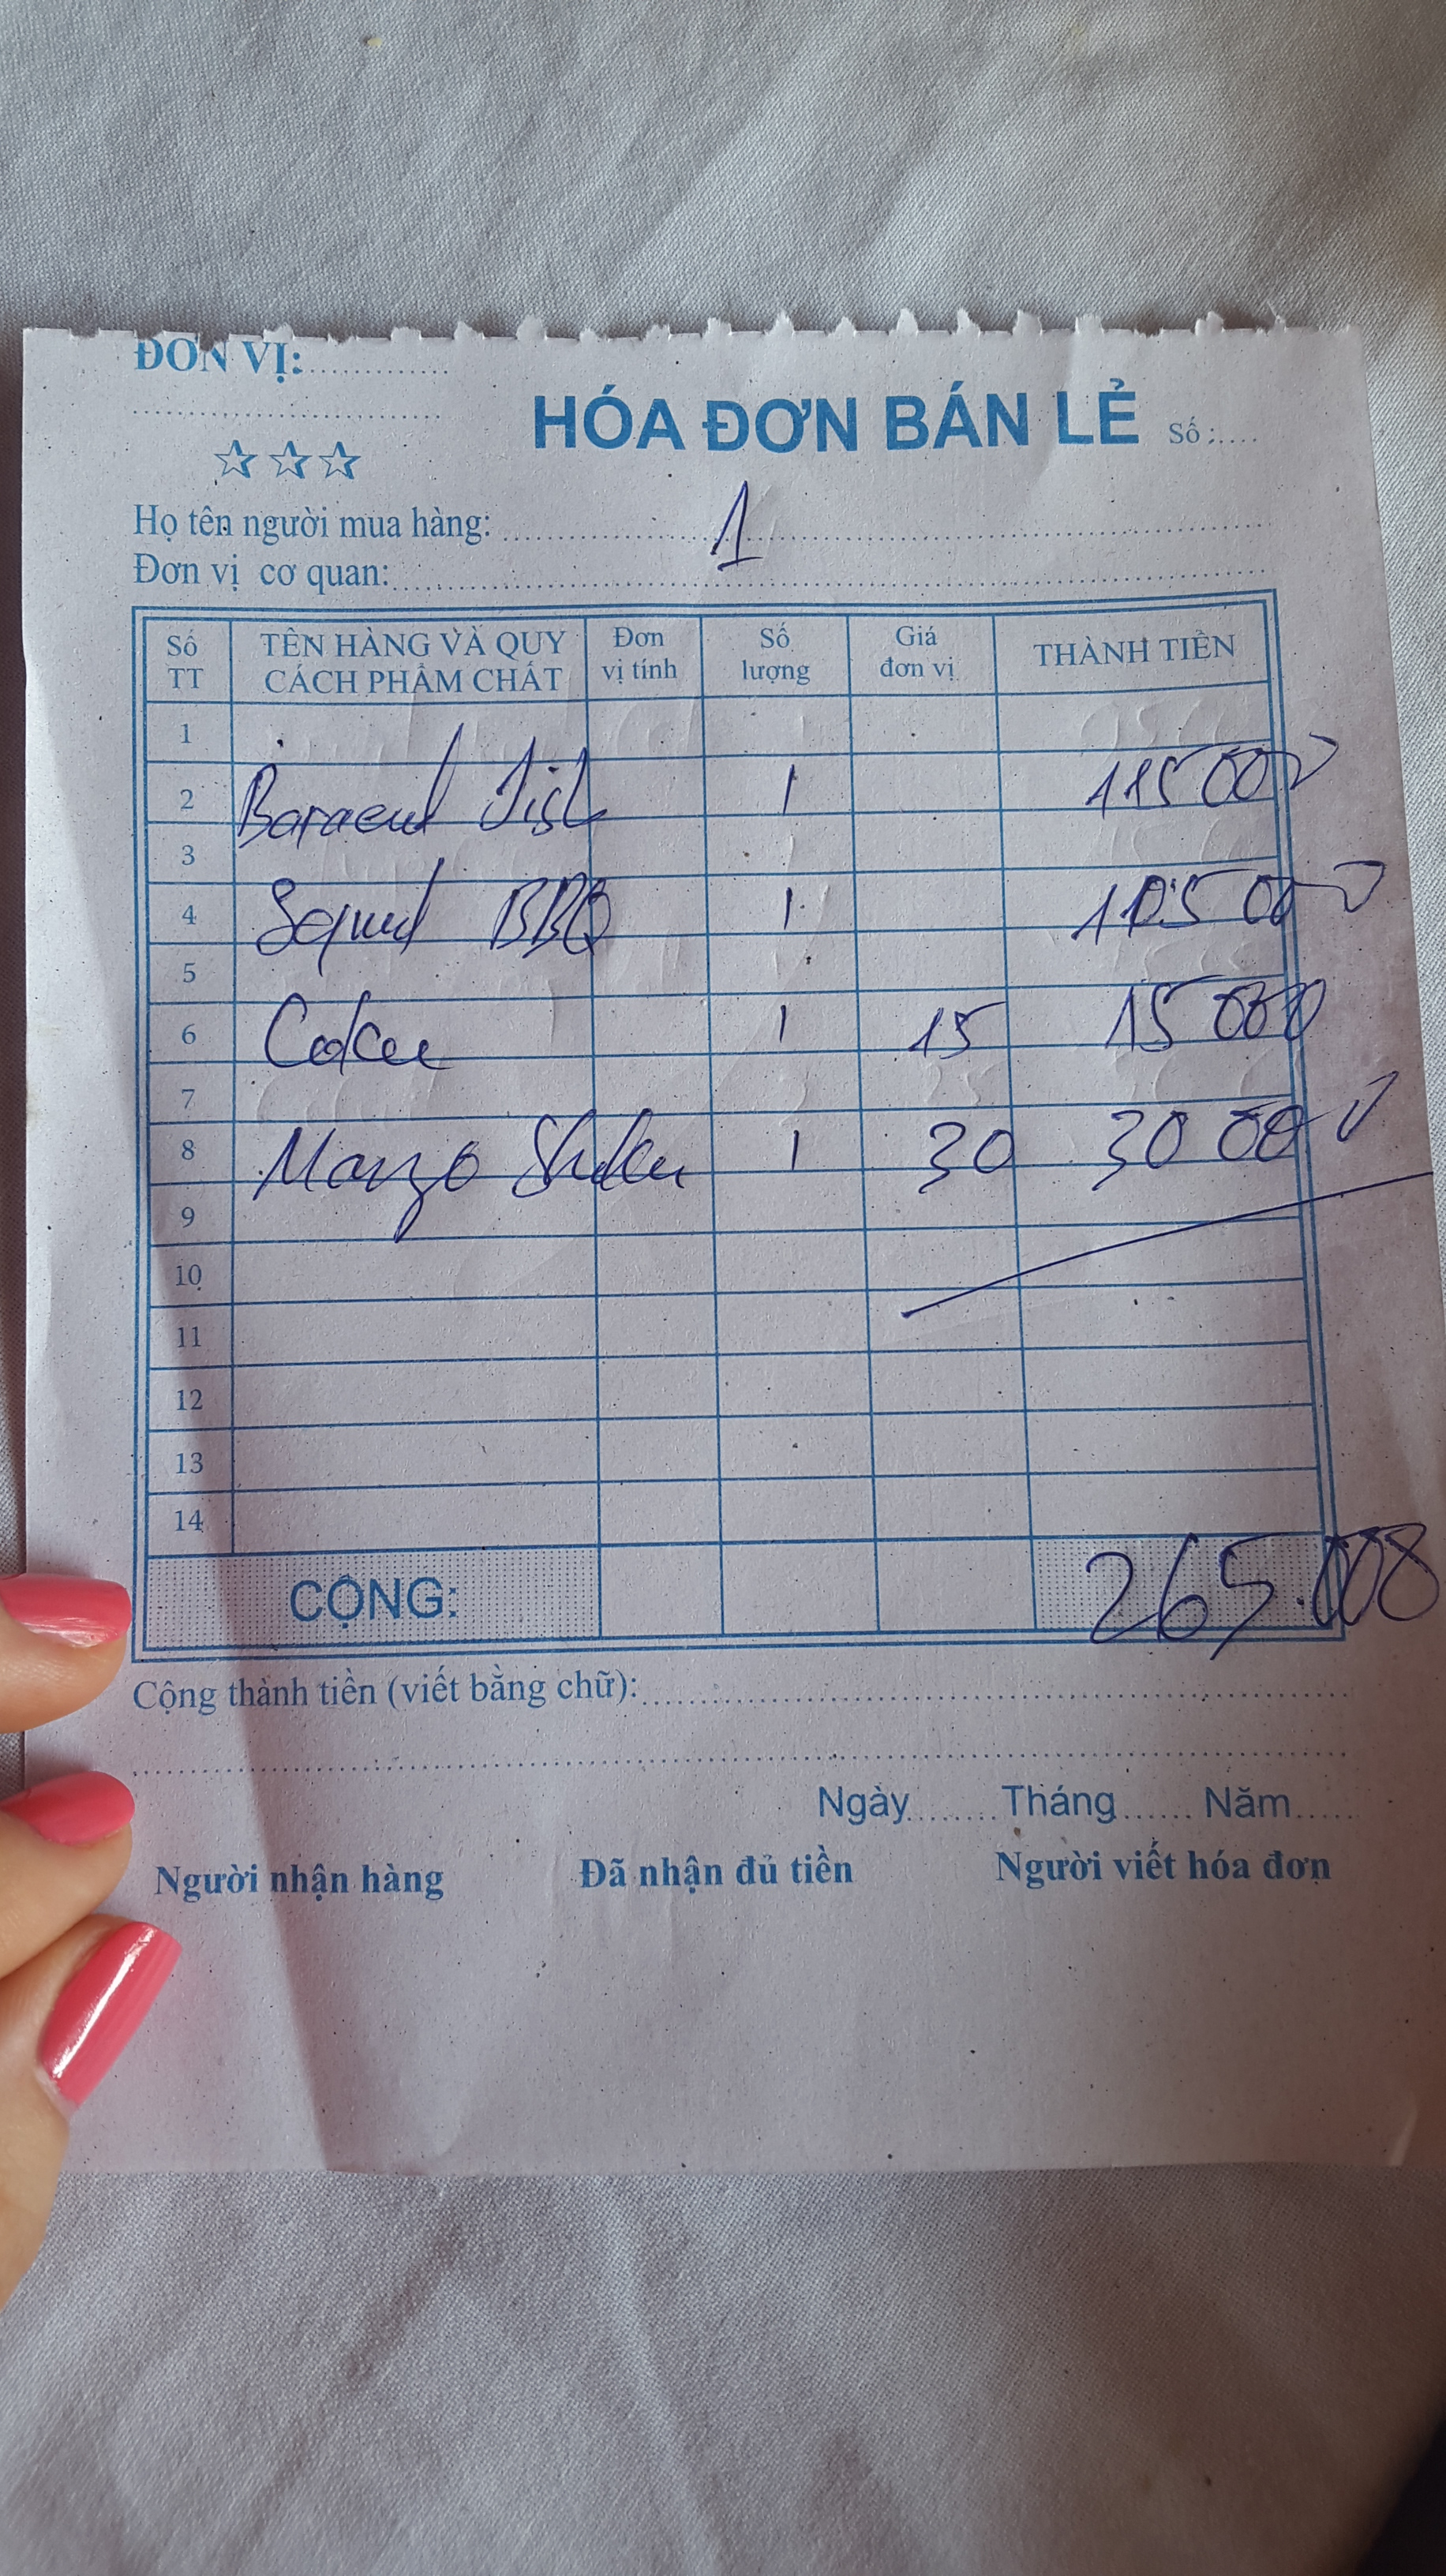 ĐƠN VỊ:
HÓA ĐƠN BÁN LẺ Số :
Họ tên người mua hàng: 1
Đơn vị cơ quan:
Số TT TÊN HÀNG VÀ QUY CÁCH PHẨM CHẤT Đơn vị tính Số lượng Giá đơn vị THÀNH TIỀN
1
2 1 115 000
3
4 Squid BBQ 1 105 000
5
6 1 15 15 000
7
8 Mango 1 30 30 000
9
10
11
12
13
14
CỘNG: 265.000
Cộng thành tiền (viết bằng chữ):
Ngày Tháng Năm
Người nhận hàng Đã nhận đủ tiền Người viết hóa đơn